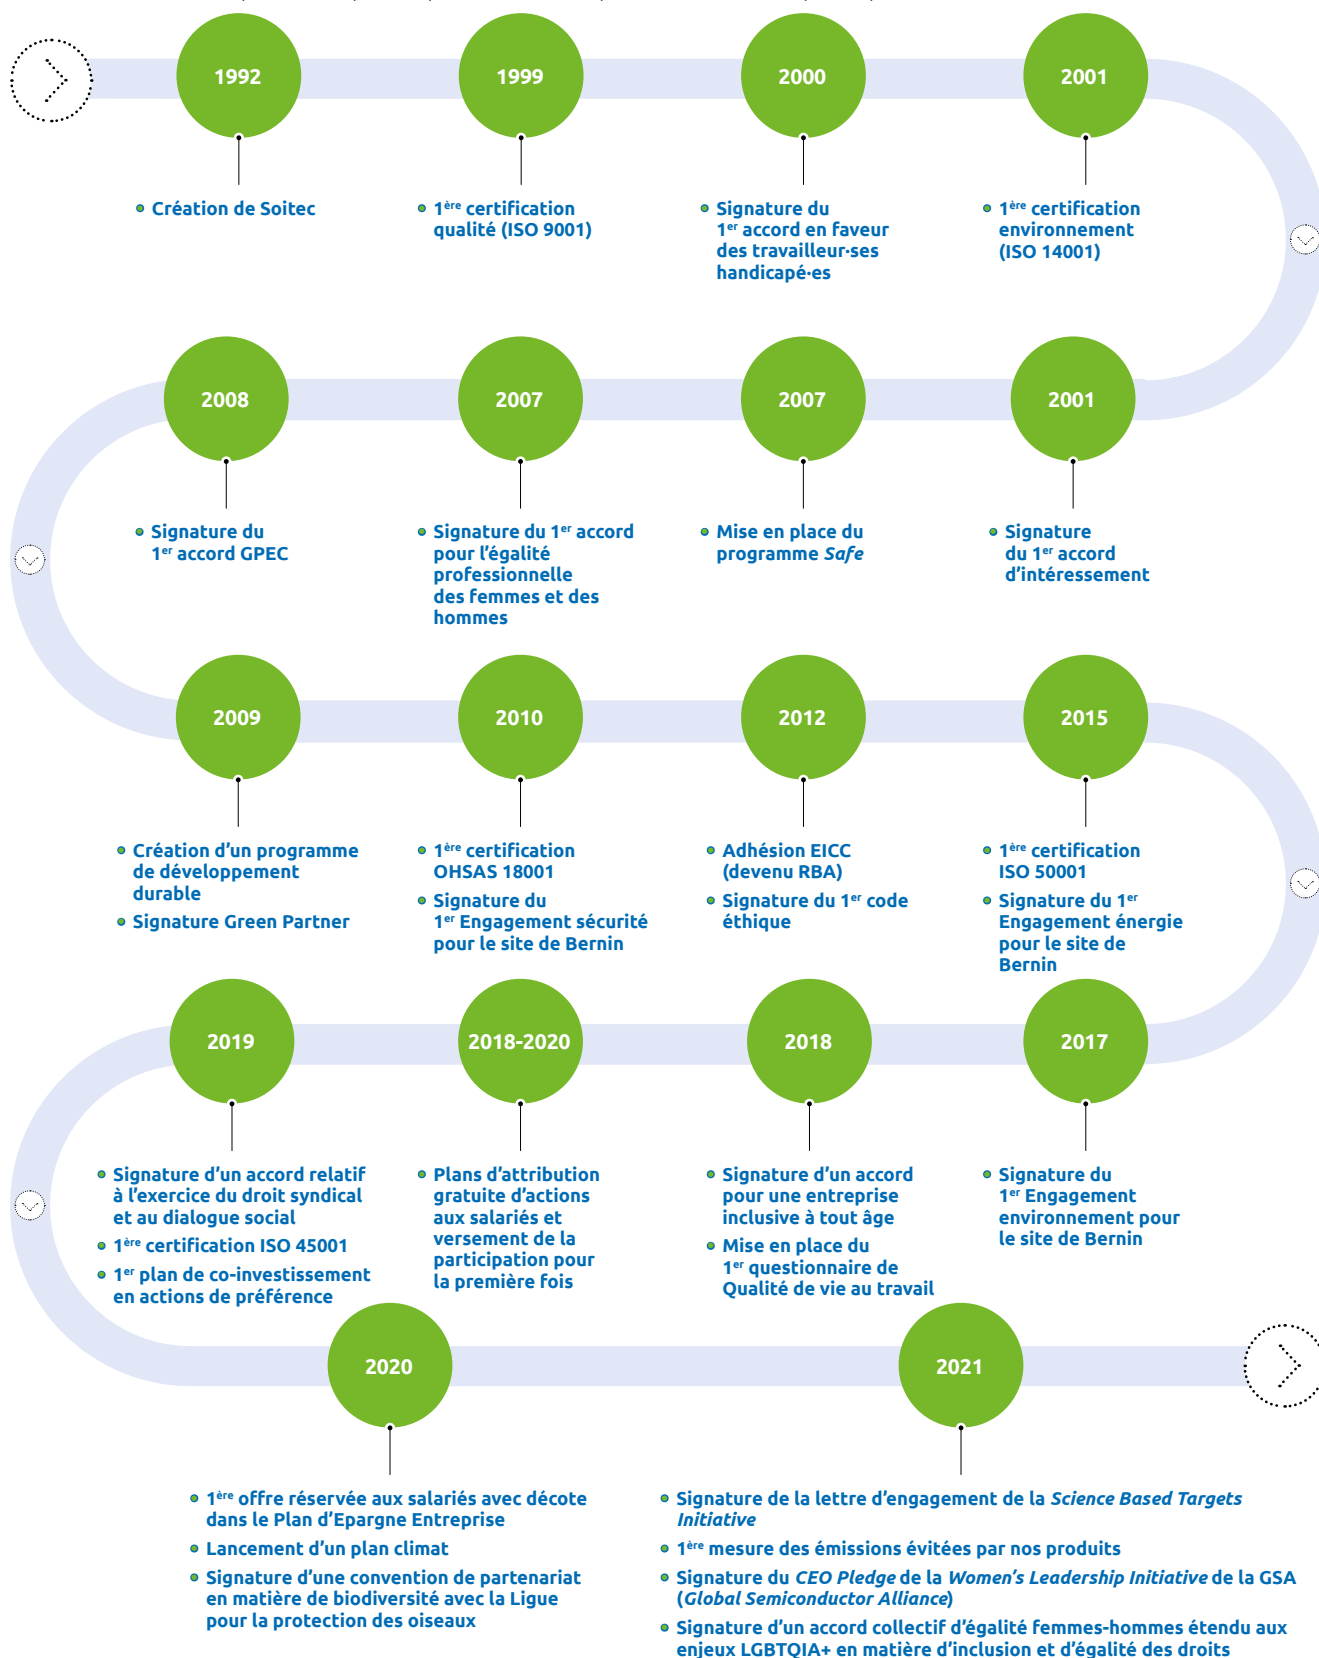 1992
1999
2000
2001
Création de Soitec
1ère certification
qualité (ISO 9001)
Signature du
1er accord en faveur
des travailleur·ses
handicapé·es
1ère certification
environnement
(ISO 14001)
2008
2007
2007
2001
Signature du
1er accord GPEC
Signature du 1er accord
pour l’égalité
professionnelle
des femmes et des
hommes
Mise en place du
programme Safe
Signature
du 1er accord
d’intéressement
2009
2010
2012
2015
Création d’un programme
de développement
durable
Signature Green Partner
1ère certification
OHSAS 18001
Signature du
1er Engagement sécurité
pour le site de Bernin
Adhésion EICC
(devenu RBA)
Signature du 1er code
éthique
1ère certification
ISO 50001
Signature du 1er
Engagement énergie
pour le site de
Bernin
2019
2018-2020
2018
2017
Signature d’un accord relatif
à l’exercice du droit syndical
et au dialogue social
1ère certification ISO 45001
1er plan de co-investissement
en actions de préférence
Plans d’attribution
gratuite d’actions
aux salariés et
versement de la
participation pour
la première fois
Signature d’un accord
pour une entreprise
inclusive à tout âge
Mise en place du
1er questionnaire de
Qualité de vie au travail
Signature du
1er Engagement
environnement pour
le site de Bernin
2020
2021
1ère offre réservée aux salariés avec décote
dans le Plan d’Epargne Entreprise
Lancement d’un plan climat
Signature d’une convention de partenariat
en matière de biodiversité avec la Ligue
pour la protection des oiseaux
Signature de la lettre d’engagement de la Science Based Targets
Initiative
1ère mesure des émissions évitées par nos produits
Signature du CEO Pledge de la Women’s Leadership Initiative de la GSA
(Global Semiconductor Alliance)
Signature d’un accord collectif d’égalité femmes-hommes étendu aux
enjeux LGBTQIA+ en matière d’inclusion et d’égalité des droits